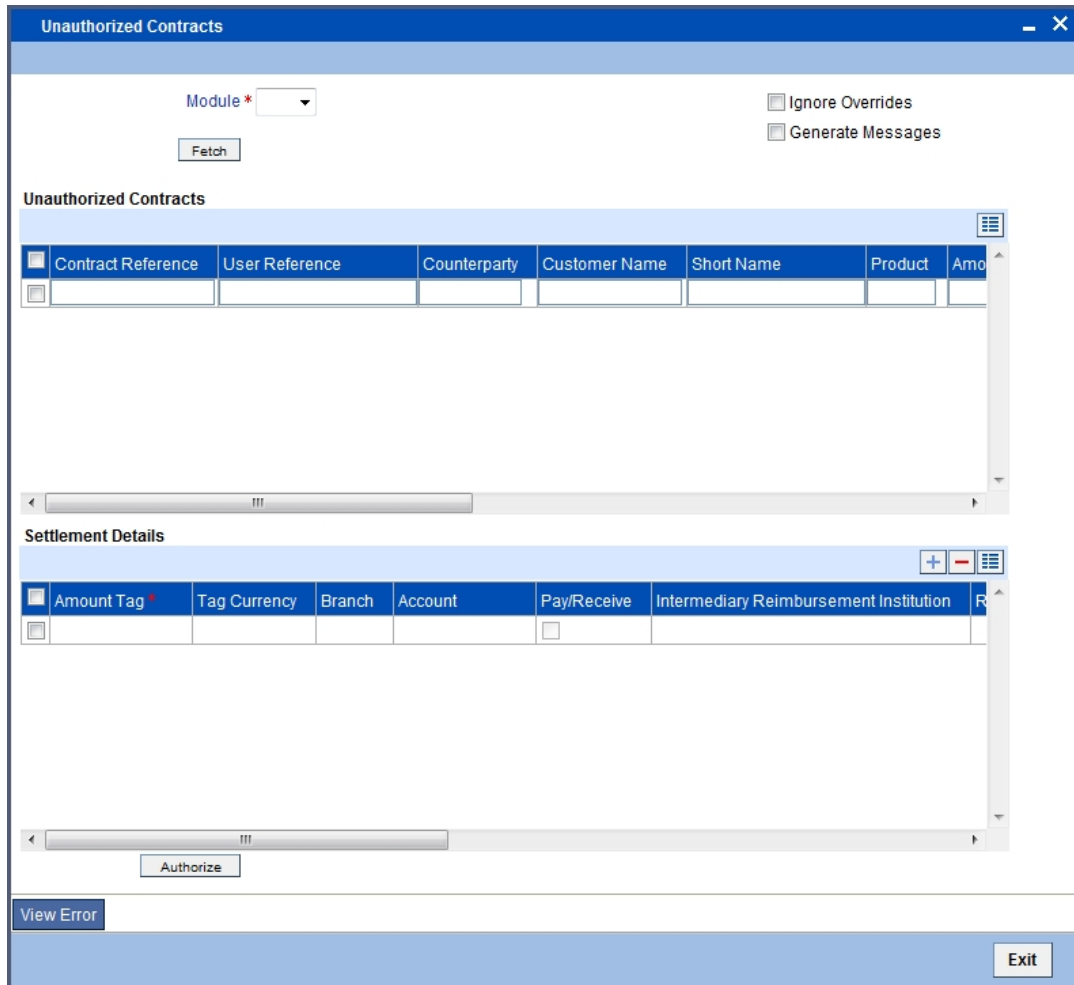 Unauthorized Contracts
Module *
Ignore Overrides
Generate Messages
Fetch
Unauthorized Contracts
Contract Reference User Reference Counterparty Customer Name Short Name Product Amo
Settlement Details
Amount Tag * Tag Currency Branch Account Pay/Receive Intermediary Reimbursement Institution R
Authorize
View Error
Exit